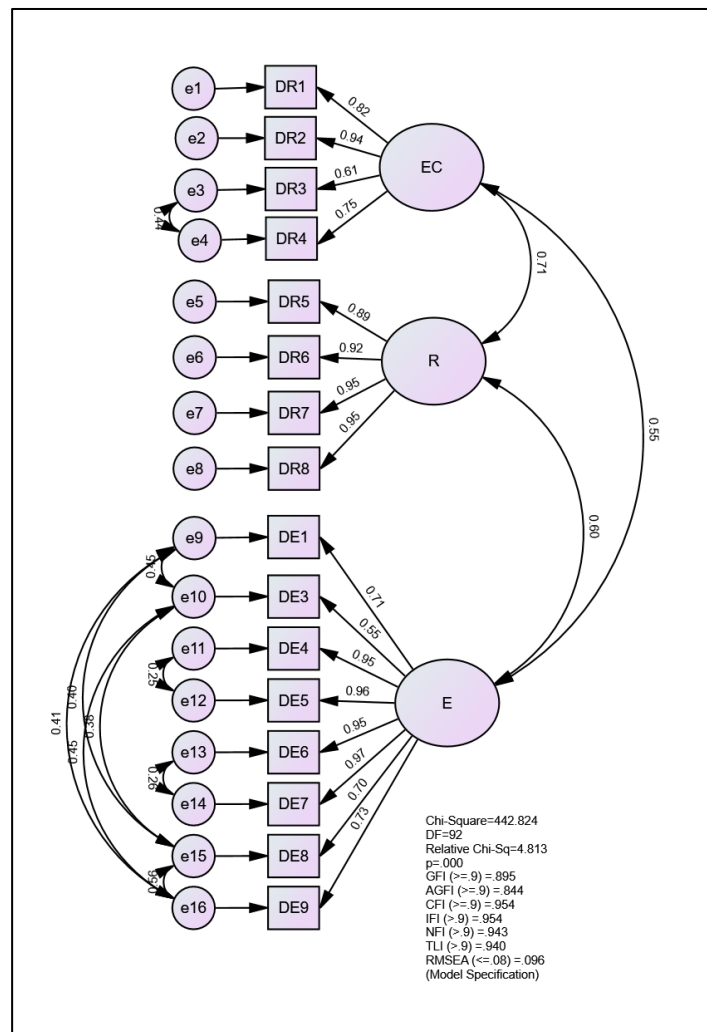 e1
DR1
0.82
e2
DR2
0.94
EC
e3
DR3
0.61
0.44
e4
DR4
0.75
0.71
e5
DR5
0.89
e6
DR6
0.92
R
e7
DR7
0.95
e8
DR8
0.95
0.55
0.60
e9
DE1
0.71
0.45
e10
DE3
0.55
e11
DE4
0.95
0.25
e12
DE5
0.96
E
0.40
0.38
0.41
0.45
e13
DE6
0.95
0.26
e14
DE7
0.97
e15
DE8
0.70
0.56
e16
DE9
0.73
Chi-Square=442.824
DF=92
Relative Chi-Sq=4.813
p=.000
GFI (>=.9) =.895
AGFI (>=.9) =.844
CFI (>=.9) =.954
IFI (>.9) =.954
NFI (>.9) =.943
TLI (>.9) =.940
RMSEA (<=.08) =.096
(Model Specification)